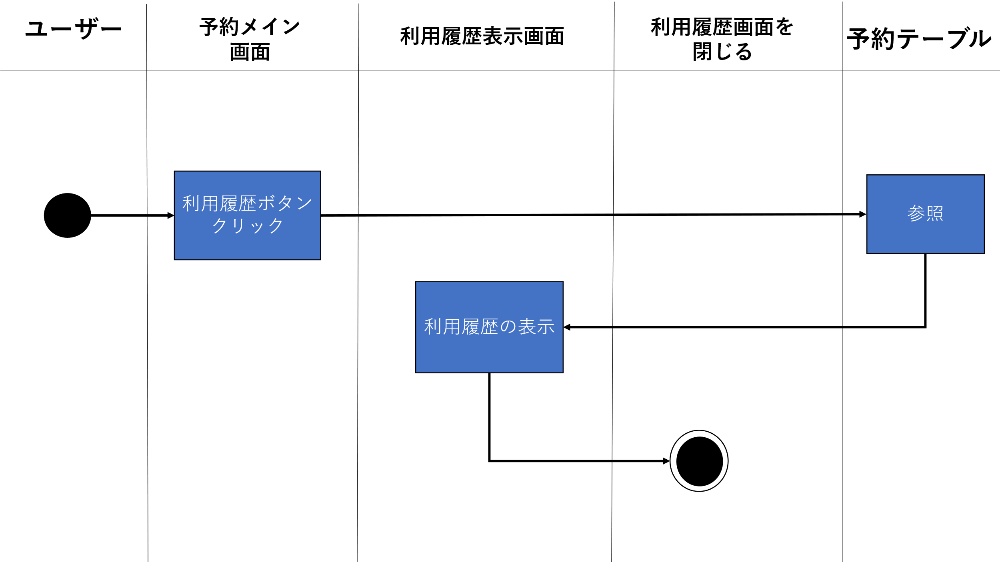 ユーザー
予約メイン
画面
利用履歴表示画面
利用履歴画面を
閉じる
予約テーブル
利用履歴ボタン
クリック
参照
利用履歴の表示